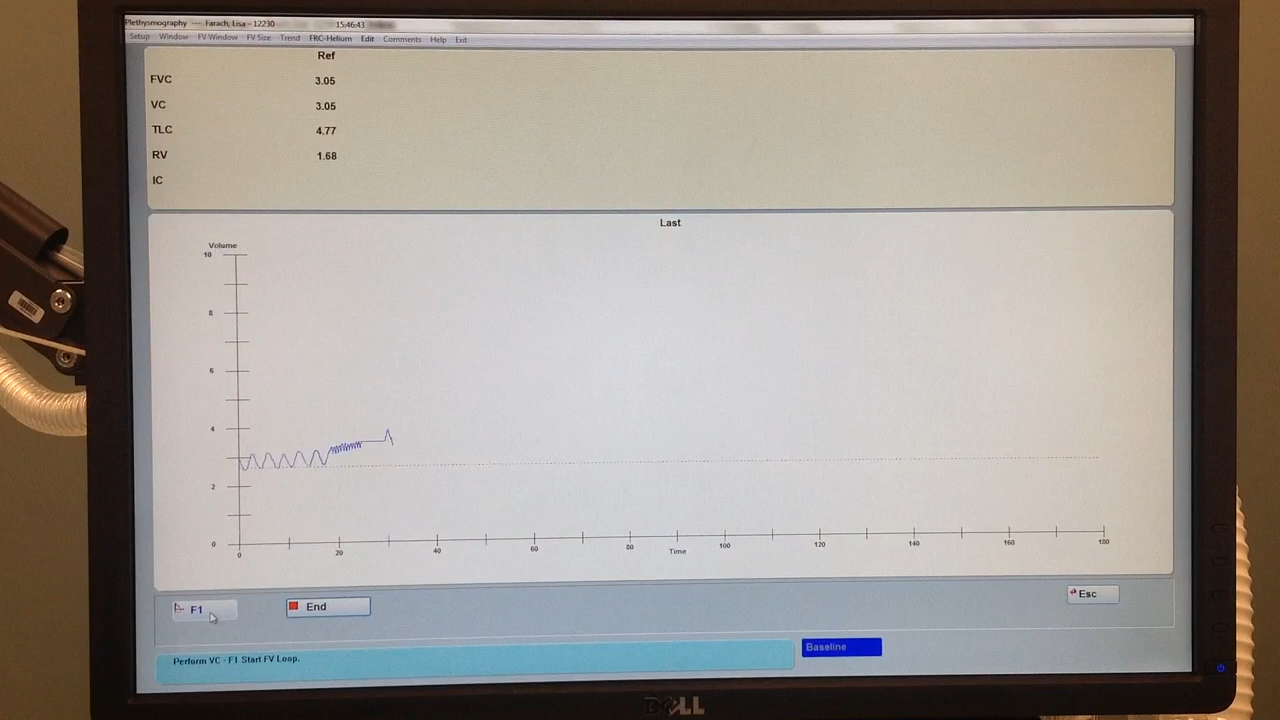 Plethysmography --- Farach, Lisa - 12230 15:46:43
Setup Window FV Window FV Size Trend FRC-Helium Edit Comments Help Exit
Ref
FVC 3.05
VC 3.05
TLC 4.77
RV 1.68
IC
Last
Volume
10
8
6
4
2
0
0 20 40 60 80 100 120 140 160 180
Time
F1 End Esc
Perform VC - F1 Start FV Loop. Baseline
DELL